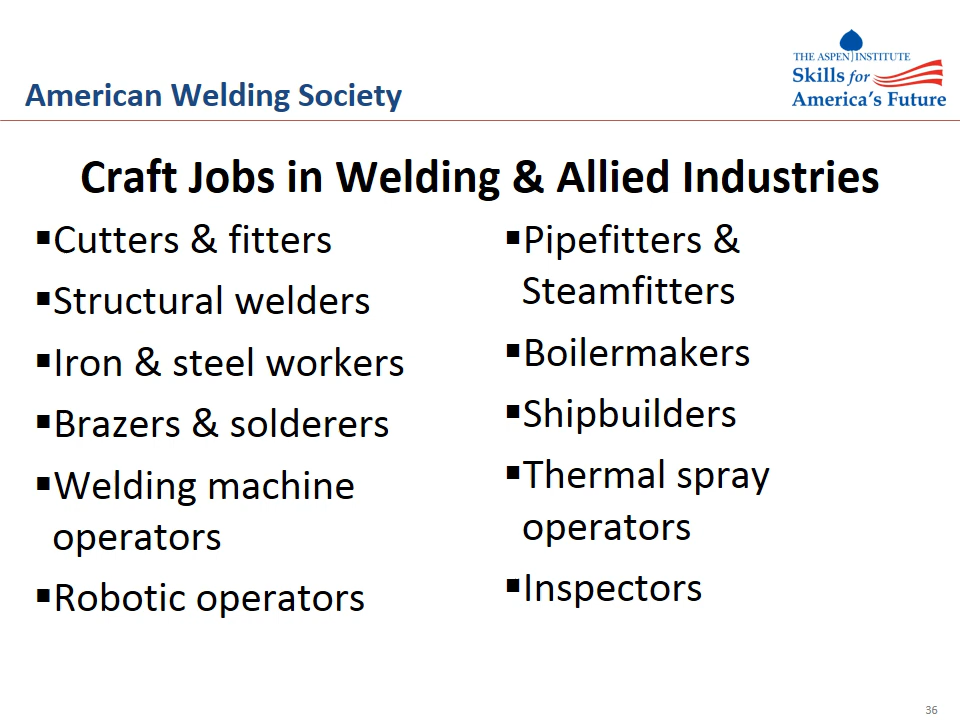 THE ASPEN INSTITUTE
Skills for
America's Future
American Welding Society
Craft Jobs in Welding & Allied Industries
▪Cutters & fitters
▪Structural welders
▪Iron & steel workers
▪Brazers & solderers
▪Welding machine
operators
▪Robotic operators
▪Pipefitters &
Steamfitters
▪Boilermakers
▪Shipbuilders
▪Thermal spray
operators
▪Inspectors
36